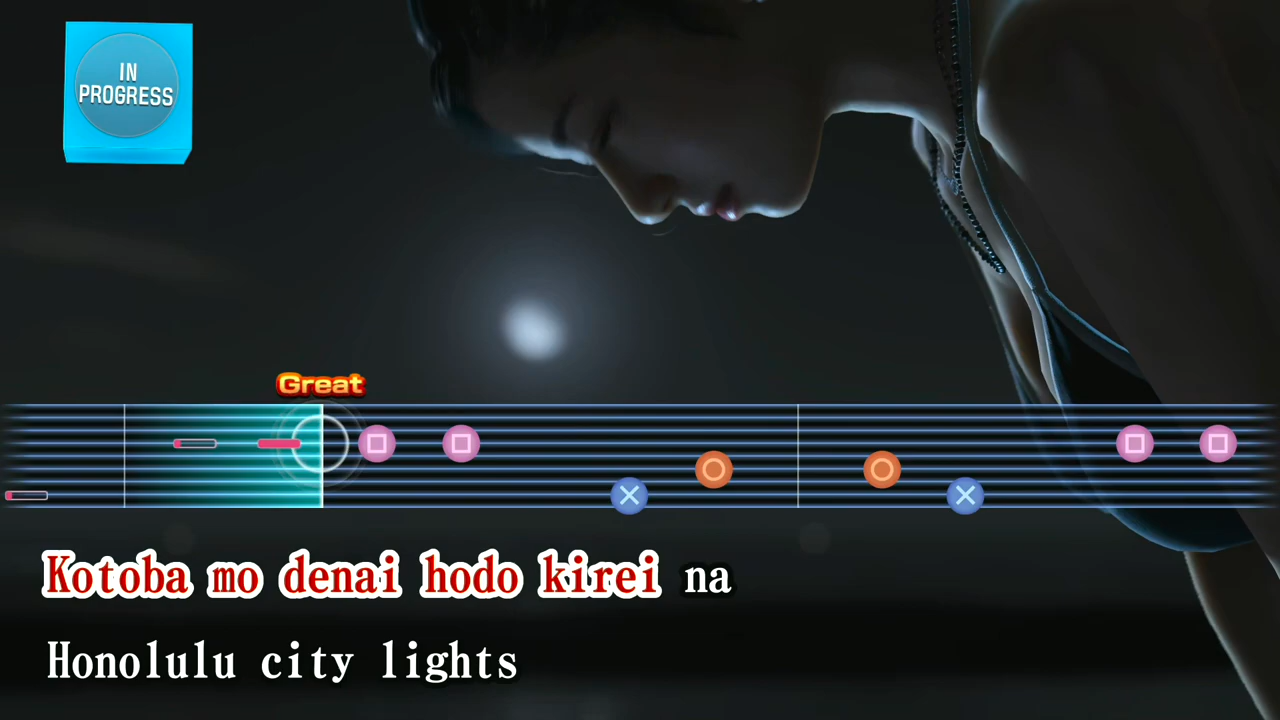 IN
PROGRESS
Great
Kotoba mo denai hodo kirei na
Honolulu city lights